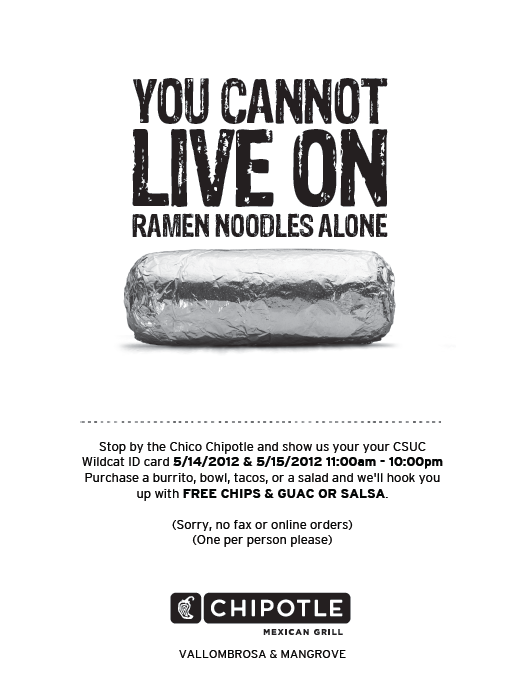 YOU CANNOT
LIVE ON
RAMEN NOODLES ALONE
Stop by the Chico Chipotle and show us your your CSUC
Wildcat ID card 5/14/2012 & 5/15/2012 11:00am - 10:00pm
Purchase a burrito, bowl, tacos, or a salad and we'll hook you
up with FREE CHIPS & GUAC OR SALSA.
(Sorry, no fax or online orders)
(One per person please)
CHIPOTLE
MEXICAN GRILL
VALLOMBROSA & MANGROVE